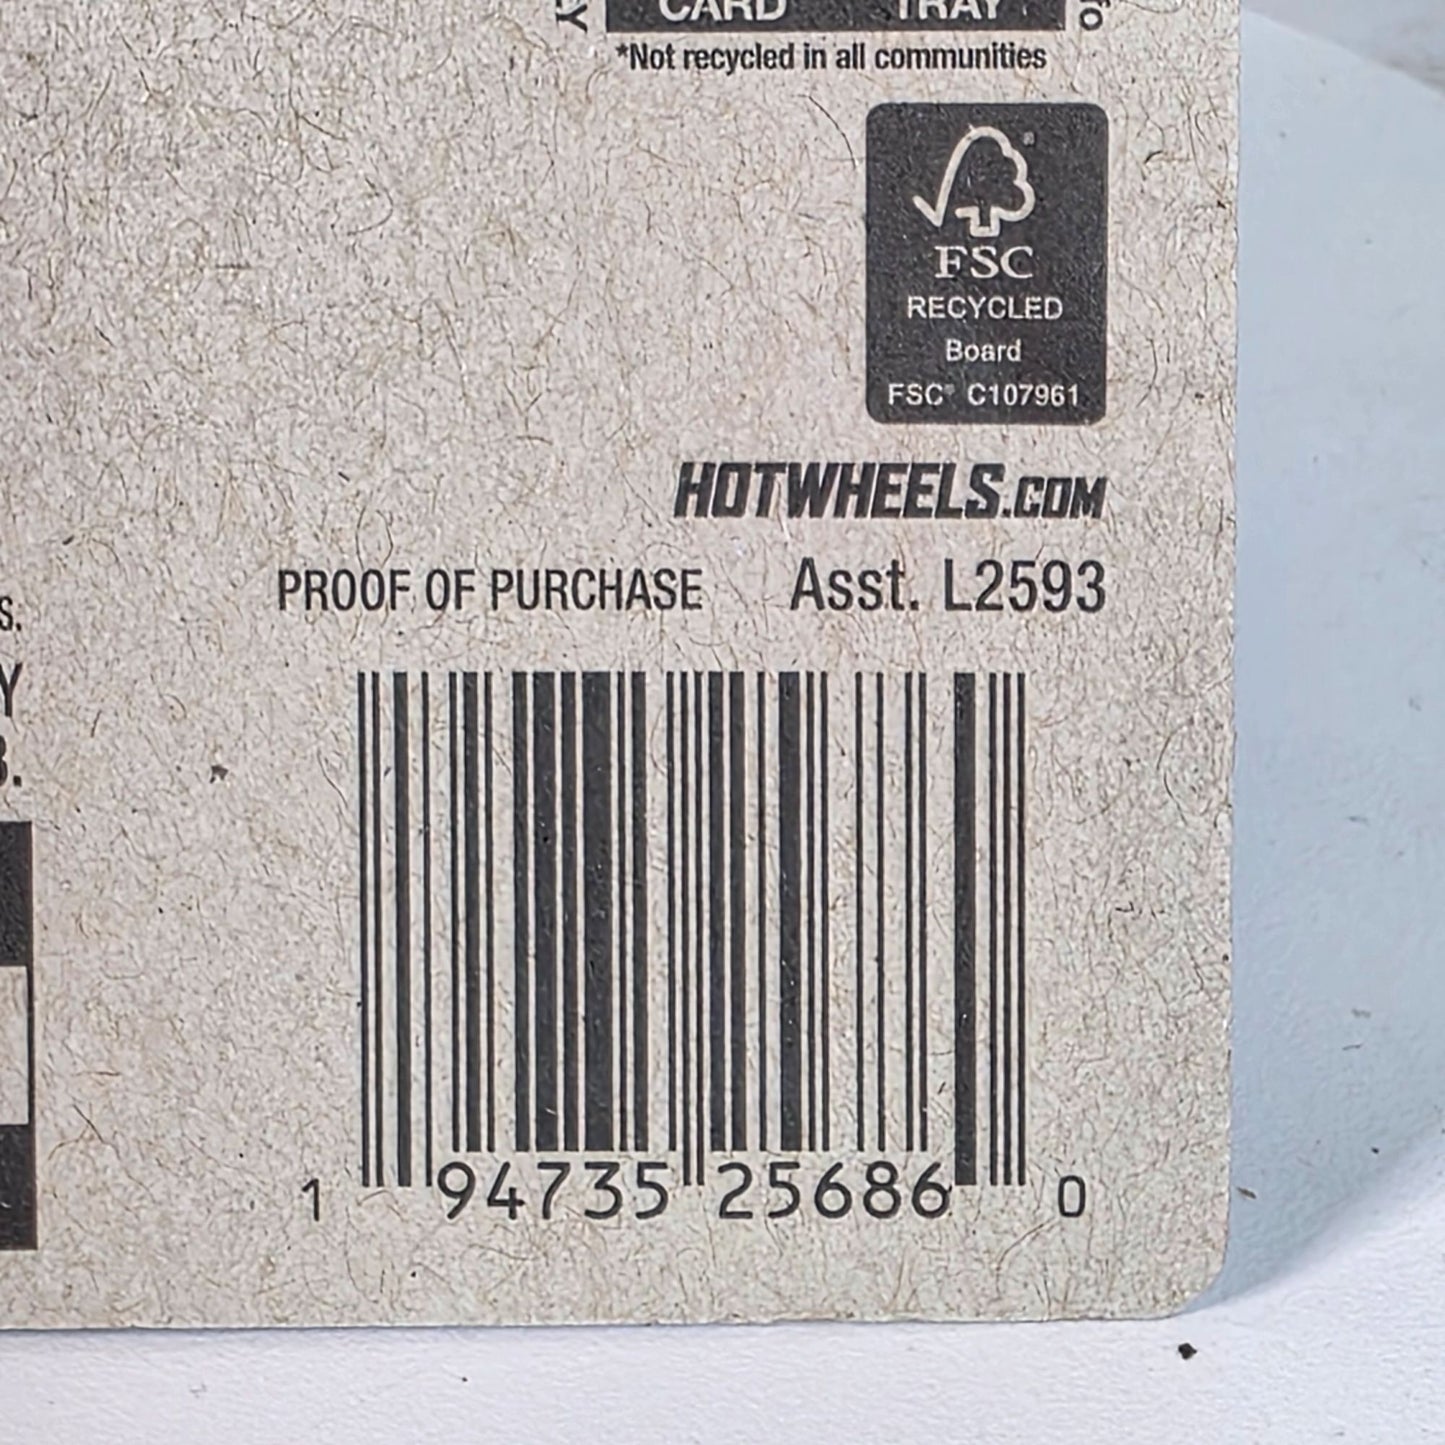 CARD TRAY
*Not recycled in all communities
FSC
RECYCLED
Board
FSC® C107961
HOTWHEELS.COM
PROOF OF PURCHASE Asst. L2593
1 94735 25686 0